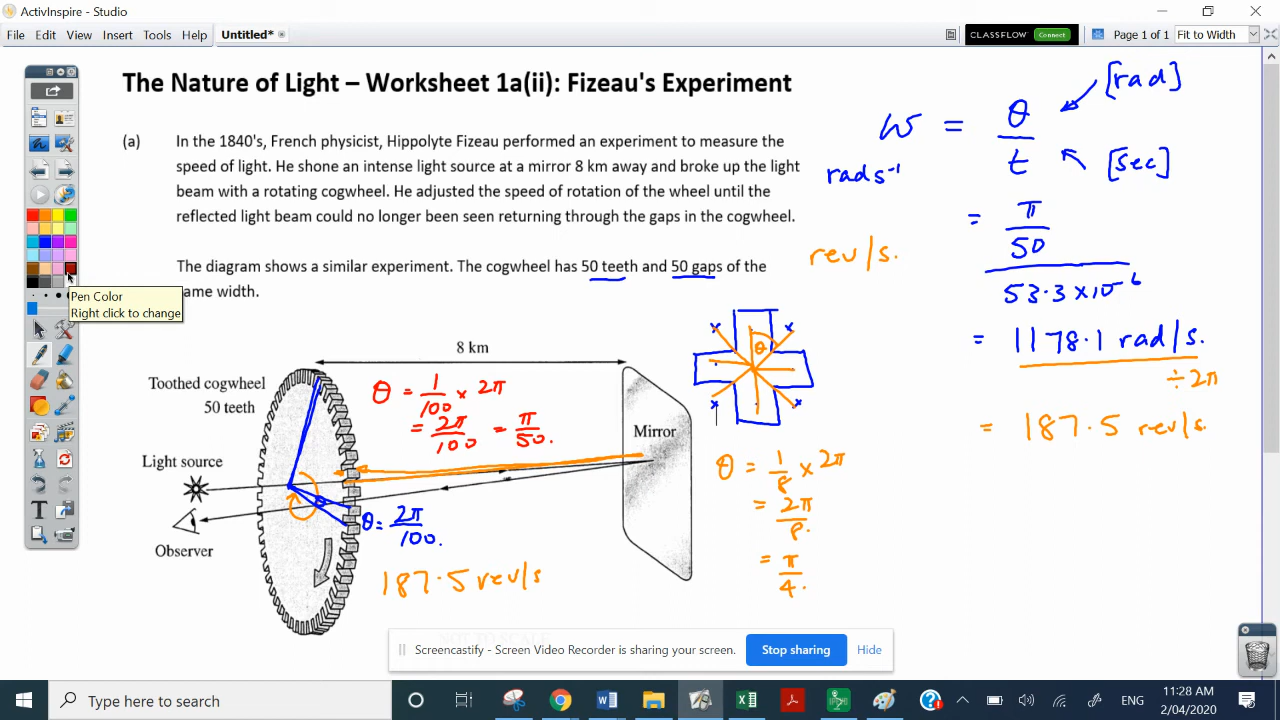 ActivInspire - Studio
File Edit View Insert Tools Help Untitled* CLASSFLOW Connect Page 1 of 1 Fit to Width
The Nature of Light – Worksheet 1a(ii): Fizeau's Experiment
(a) In the 1840's, French physicist, Hippolyte Fizeau performed an experiment to measure the
speed of light. He shone an intense light source at a mirror 8 km away and broke up the light
beam with a rotating cogwheel. He adjusted the speed of rotation of the wheel until the
reflected light beam could no longer been seen returning through the gaps in the cogwheel.
The diagram shows a similar experiment. The cogwheel has 50 teeth and 50 gaps of the
ame width.
Pen Color
Right click to change
8 km
Toothed cogwheel
50 teeth
Light source
Observer
Mirror
θ = 1/100 × 2π
= 2π/100 = π/50.
θ = 2π/100.
187.5 rev/s
θ
θ = 1/8 × 2π
= 2π/8.
= π/4.
ω = θ/t
[rad]
[sec]
rads⁻¹
rev/s.
= π/50
53.3×10⁻⁶
= 1178.1 rad/s.
÷2π
= 187.5 rev/s.
Screencastify - Screen Video Recorder is sharing your screen. Stop sharing Hide
Type here to search
ENG
11:28 AM
2/04/2020